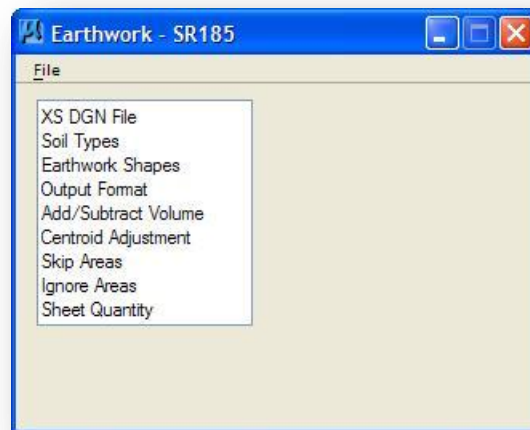 Earthwork - SR185
File
XS DGN File
Soil Types
Earthwork Shapes
Output Format
Add/Subtract Volume
Centroid Adjustment
Skip Areas
Ignore Areas
Sheet Quantity